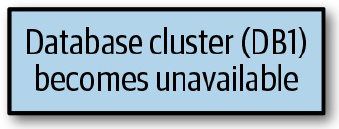 Database cluster (DB1)
becomes unavailable